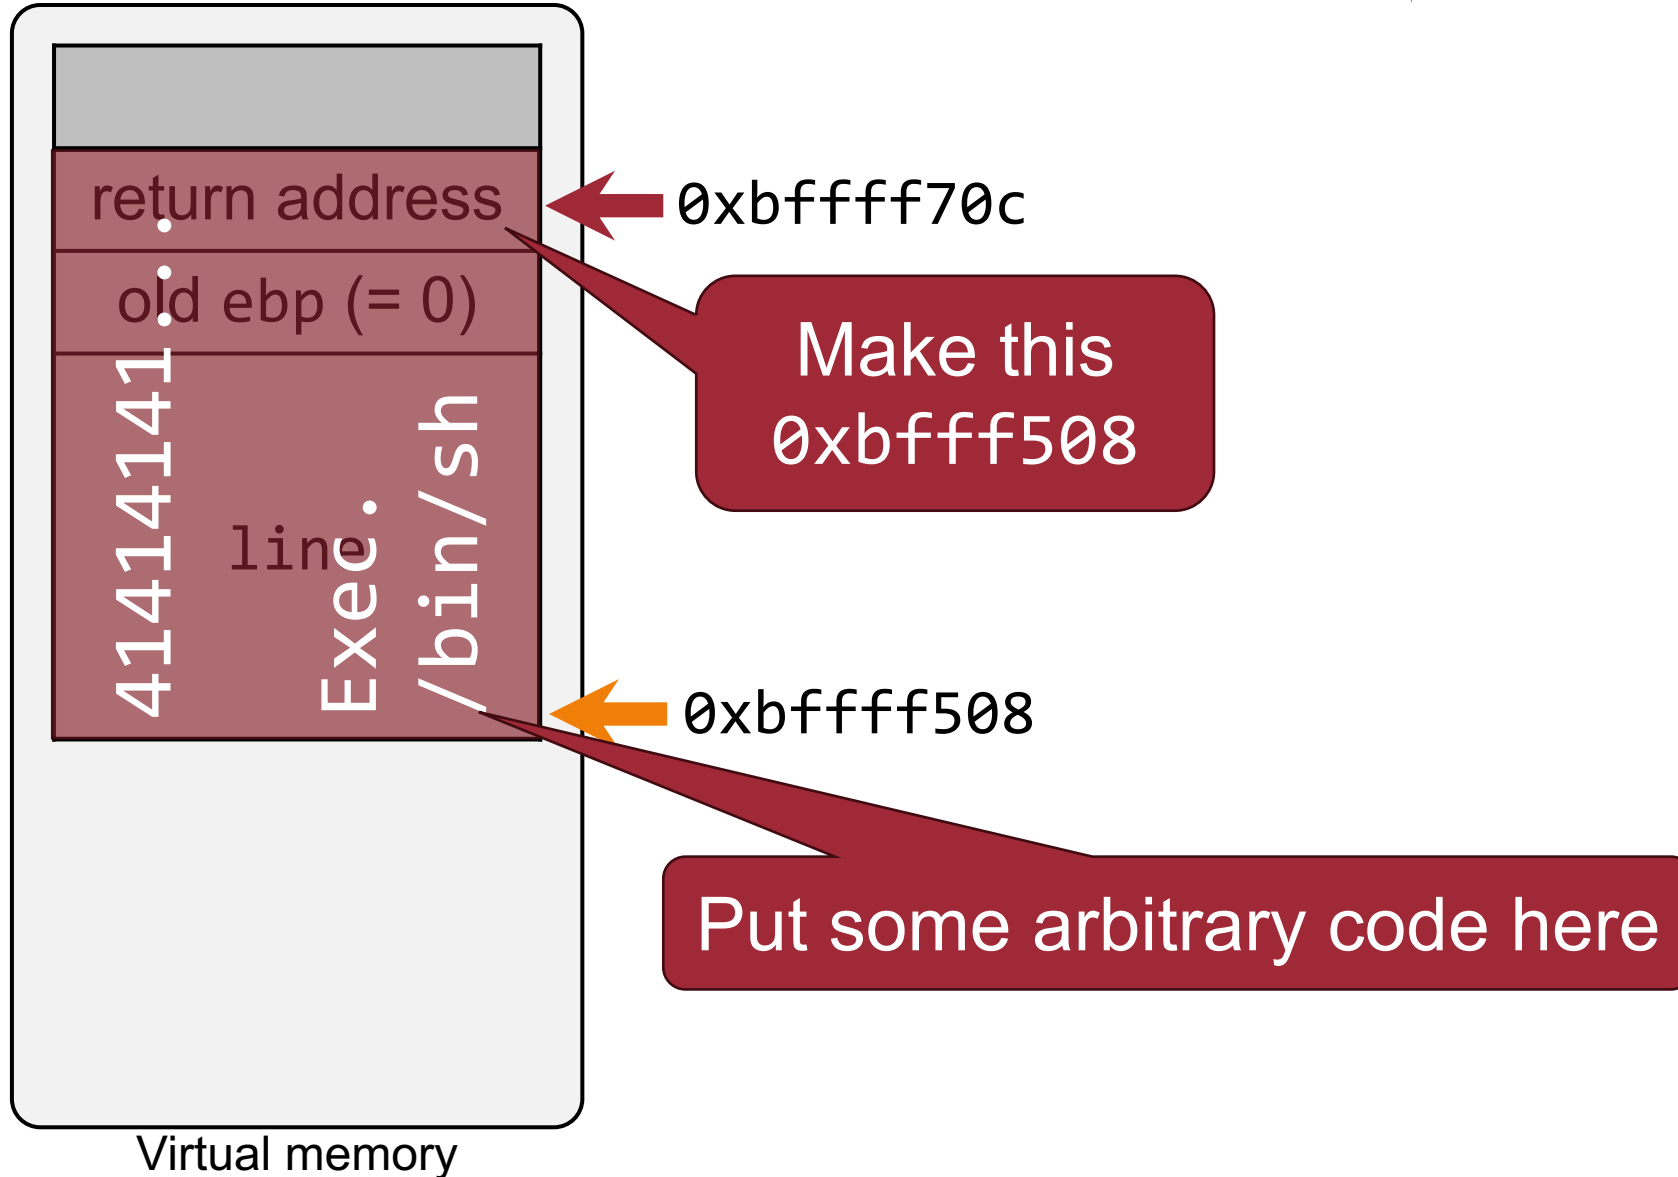 return address
0xbffff70c
old ebp (= 0)
Make this
0xbfff508
41414141...
line
Exec.
/bin/sh
0xbffff508
Put some arbitrary code here
Virtual memory